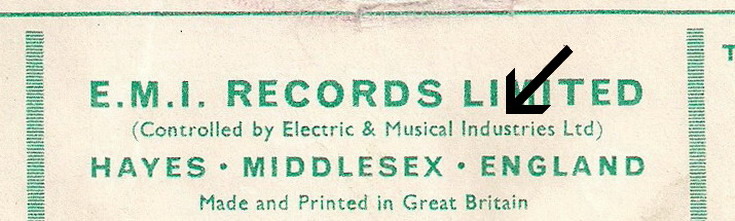 E.M.I. RECORDS LIMITED
(Controlled by Electric & Musical Industries Ltd)
HAYES · MIDDLESEX · ENGLAND
Made and Printed in Great Britain